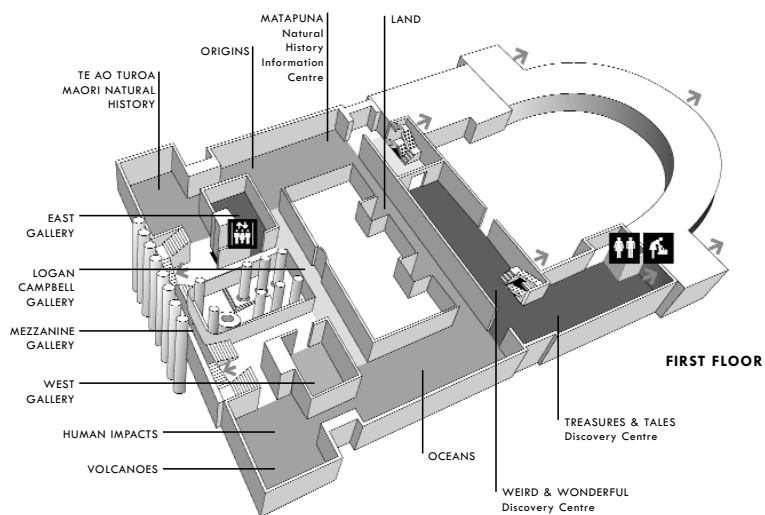 MATAPUNA
Natural
History
Information
Centre
LAND
ORIGINS
TE AO TUROA
MAORI NATURAL
HISTORY
EAST
GALLERY
LOGAN
CAMPBELL
GALLERY
MEZZANINE
GALLERY
WEST
GALLERY
HUMAN IMPACTS
VOLCANOES
OCEANS
WEIRD & WONDERFUL
Discovery Centre
TREASURES & TALES
Discovery Centre
FIRST FLOOR